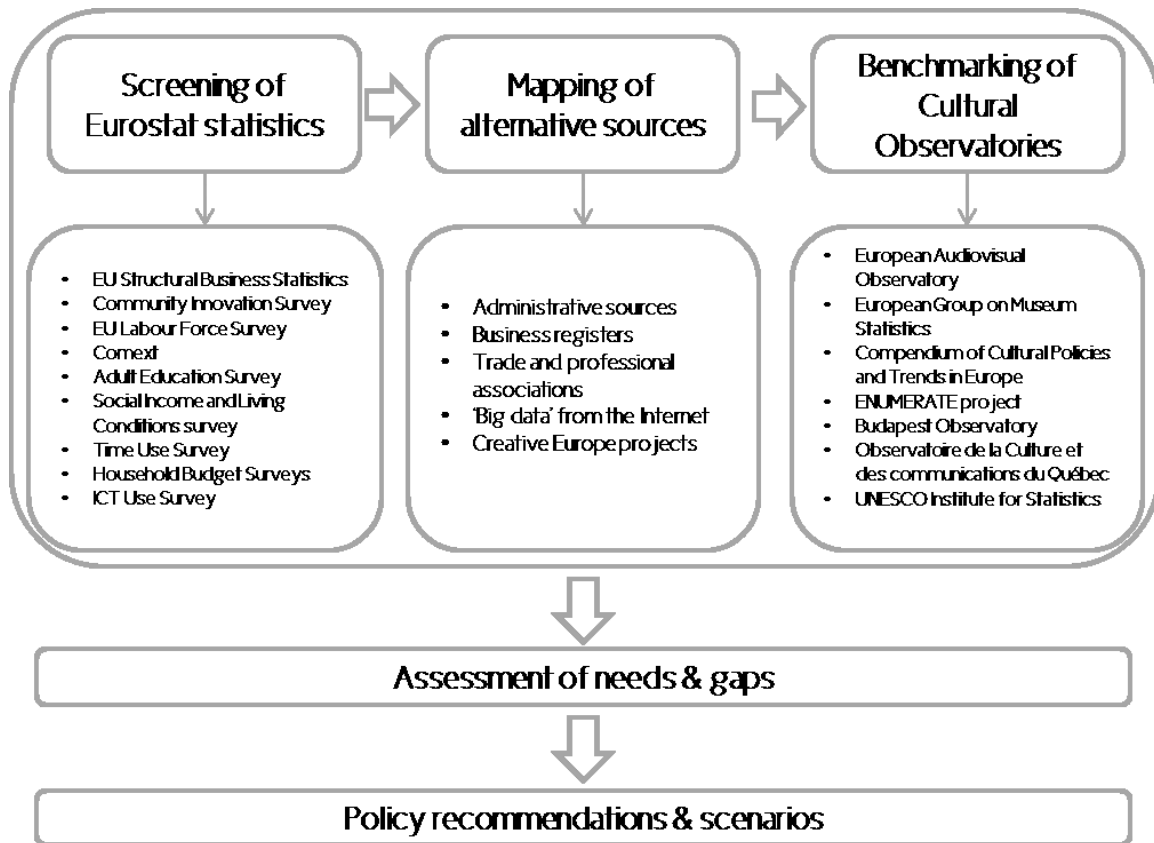 Screening of
Eurostat statistics
Mapping of
alternative sources
Benchmarking of
Cultural
Observatories
• EU Structural Business Statistics
• Community Innovation Survey
• EU Labour Force Survey
• Comext
• Adult Education Survey
• Social Income and Living
Conditions survey
• Time Use Survey
• Household Budget Surveys
• ICT Use Survey
• Administrative sources
• Business registers
• Trade and professional
associations
• 'Big data' from the Internet
• Creative Europe projects
• European Audiovisual
Observatory
• European Group on Museum
Statistics
• Compendium of Cultural Policies
and Trends in Europe
• ENUMERATE project
• Budapest Observatory
• Observatoire de la Culture et
des communications du Québec
• UNESCO Institute for Statistics
Assessment of needs & gaps
Policy recommendations & scenarios